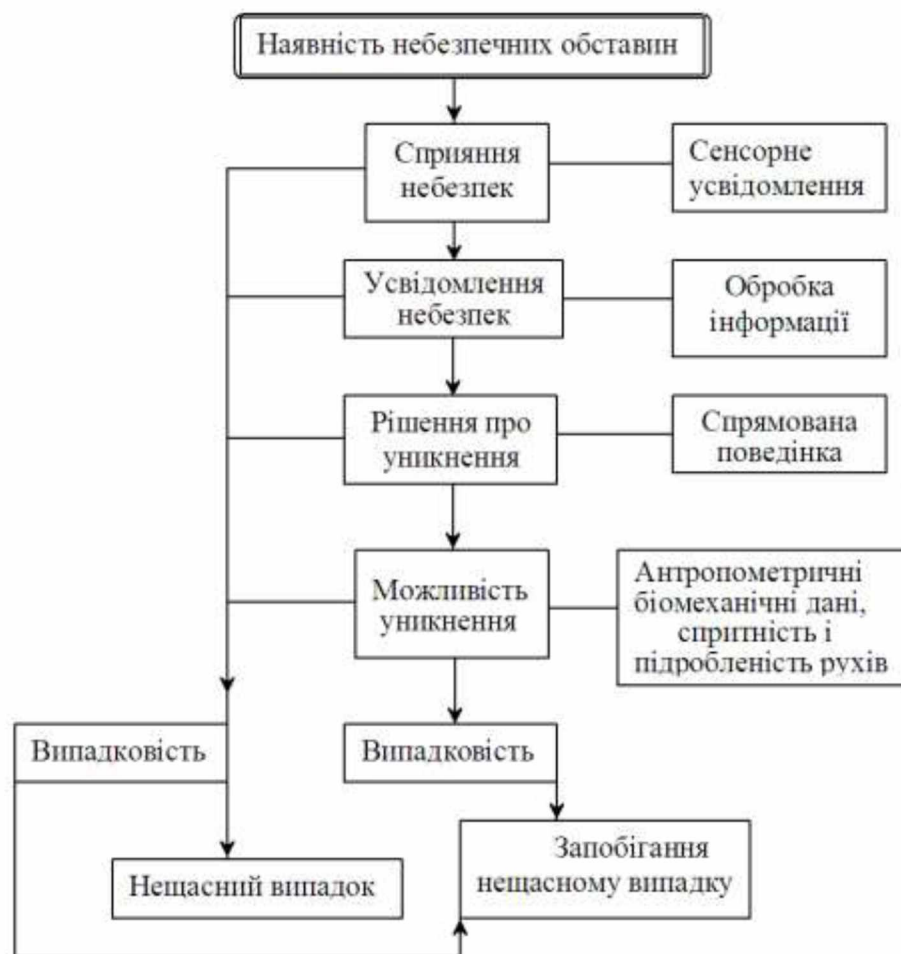 Наявність небезпечних обставин
Сприяння
небезпек
Сенсорне
усвідомлення
Усвідомлення
небезпек
Обробка
інформації
Рішення про
уникнення
Спрямована
поведінка
Можливість
уникнення
Антропометричні
біомеханічні дані,
спритність і
підробленість рухів
Випадковість
Випадковість
Запобігання
нещасному випадку
Нещасний випадок